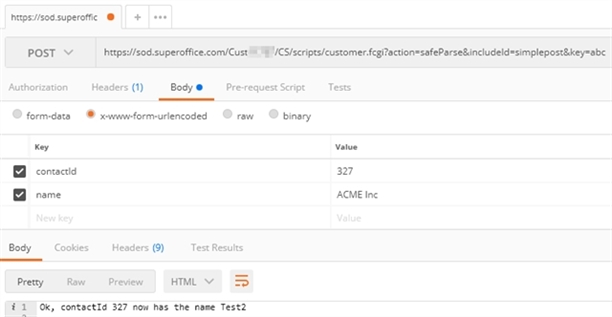 https://sod.superoffic + •••
POST https://sod.superoffice.com/Cust /CS/scripts/customer.fcgi?action=safeParse&includeId=simplepost&key=abc
Authorization Headers (1) Body Pre-request Script Tests
form-data x-www-form-urlencoded raw binary
Key Value
contactId 327
name ACME Inc
New key Value
Body Cookies Headers (9) Test Results
Pretty Raw Preview HTML
i 1 Ok, contactId 327 now has the name Test2
2